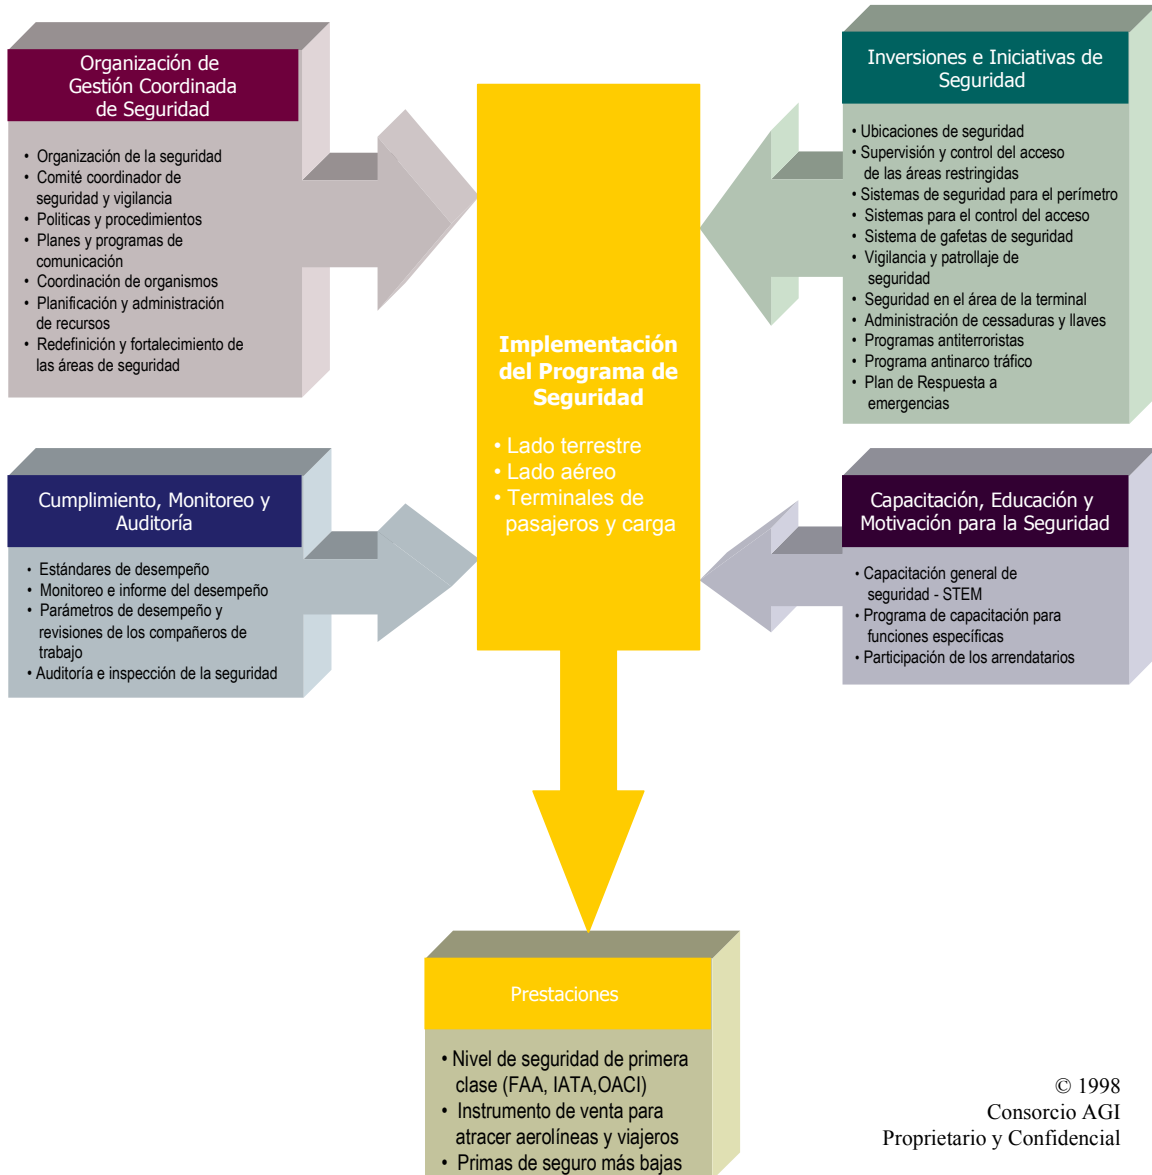 Organización de
Gestión Coordinada
de Seguridad
• Organización de la seguridad
• Comité coordinador de
seguridad y vigilancia
• Politicas y procedimientos
• Planes y programas de
comunicación
• Coordinación de organismos
• Planificación y administración
de recursos
• Redefinición y fortalecimiento de
las áreas de seguridad
Inversiones e Iniciativas de
Seguridad
• Ubicaciones de seguridad
• Supervisión y control del acceso
de las áreas restringidas
• Sistemas de seguridad para el perímetro
• Sistemas para el control del acceso
• Sistema de gafetas de seguridad
• Vigilancia y patrollaje de
seguridad
• Seguridad en el área de la terminal
• Administración de cessaduras y llaves
• Programas antiterroristas
• Programa antinarco tráfico
• Plan de Respuesta a
emergencias
Implementación
del Programa de
Seguridad
• Lado terrestre
• Lado aéreo
• Terminales de
pasajeros y carga
Cumplimiento, Monitoreo y
Auditoría
• Estándares de desempeño
• Monitoreo e informe del desempeño
• Parámetros de desempeño y
revisiones de los compañeros de
trabajo
• Auditoría e inspección de la seguridad
Capacitación, Educación y
Motivación para la Seguridad
• Capacitación general de
seguridad - STEM
• Programa de capacitación para
funciones específicas
• Participación de los arrendatarios
Prestaciones
• Nivel de seguridad de primera
clase (FAA, IATA,OACI)
• Instrumento de venta para
atracer aerolíneas y viajeros
• Primas de seguro más bajas
© 1998
Consorcio AGI
Proprietario y Confidencial